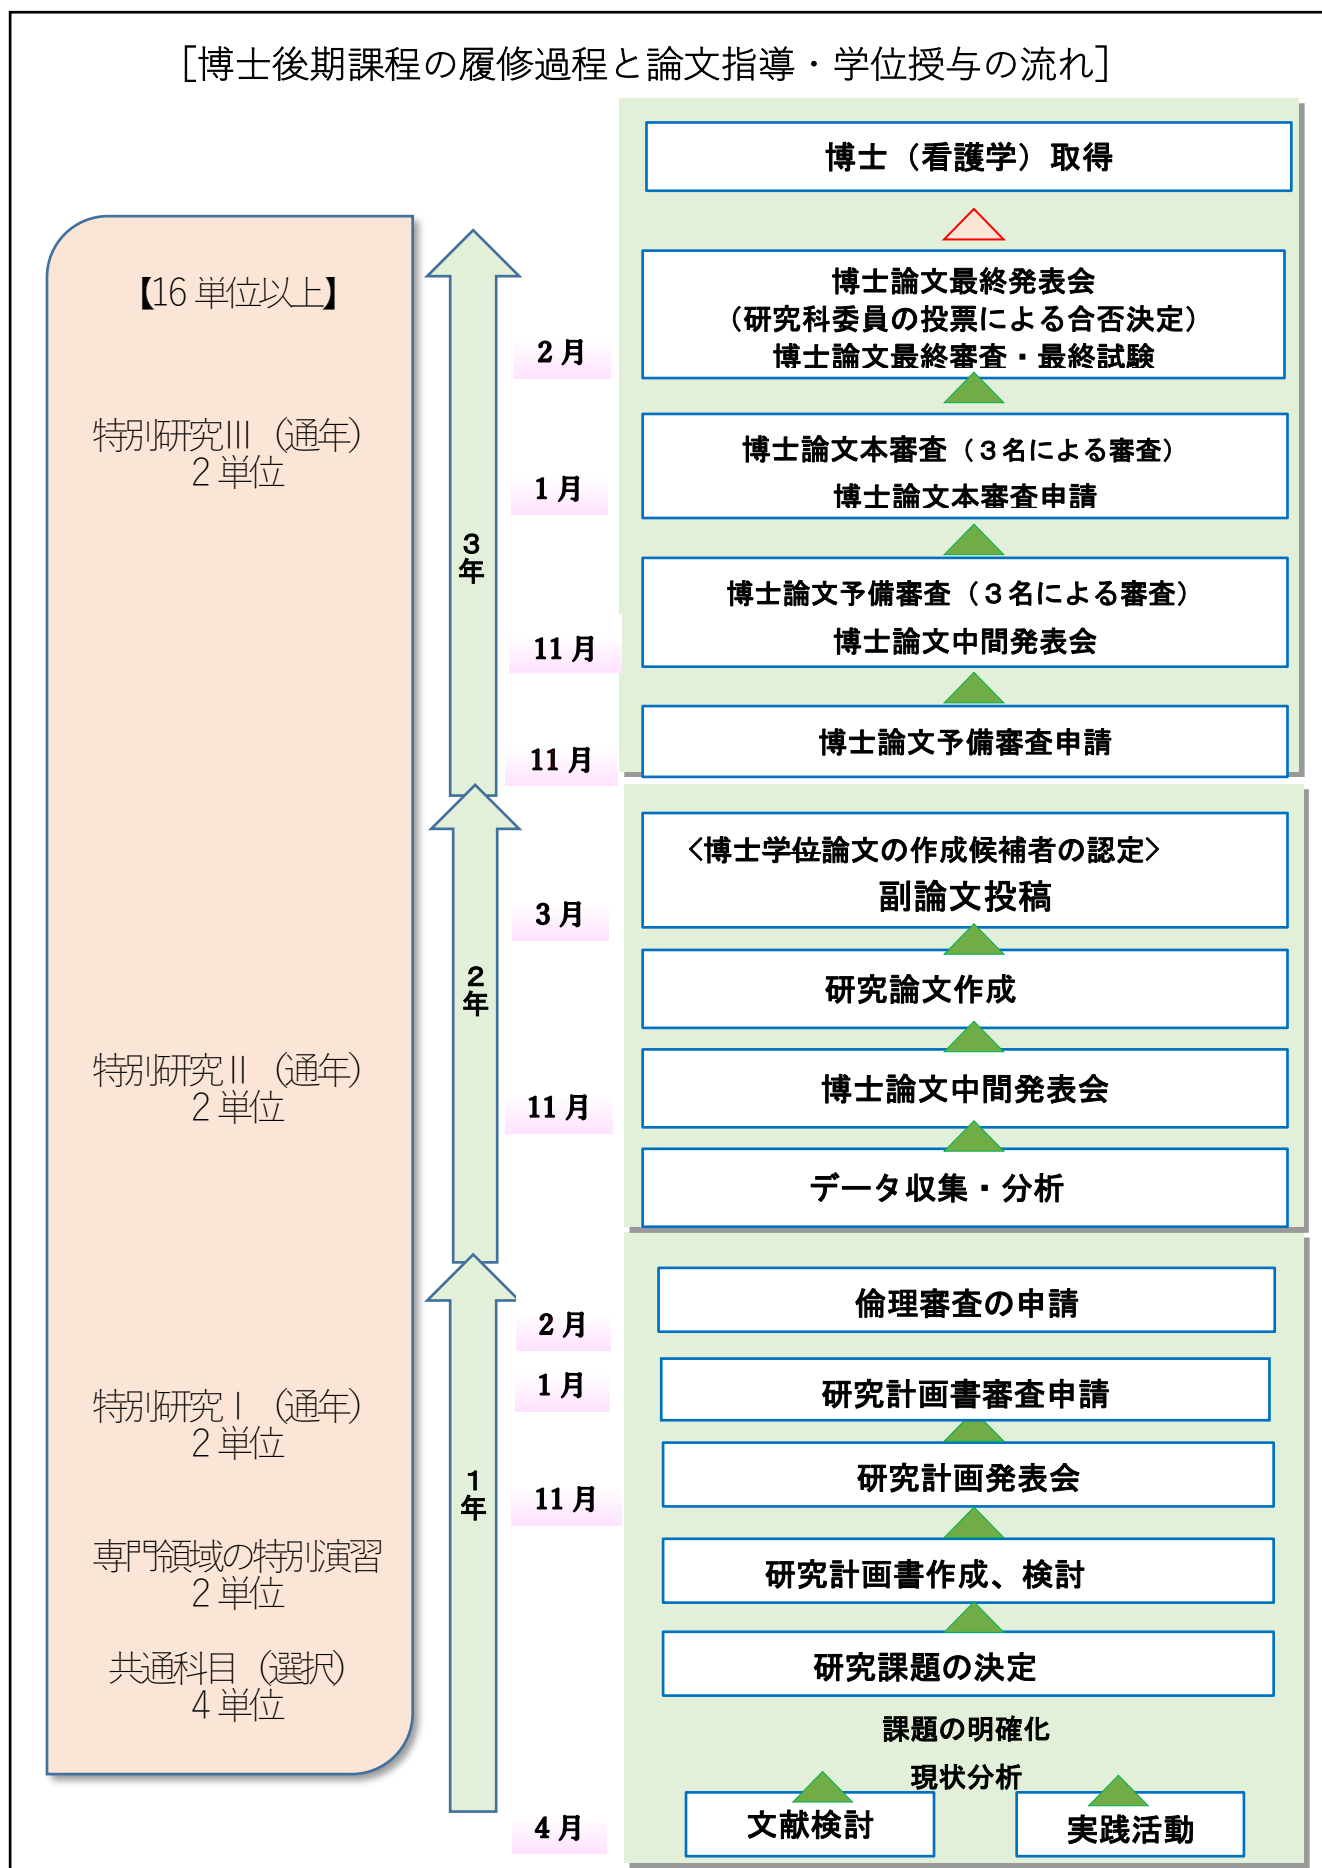 ［博士後期課程の履修過程と論文指導・学位授与の流れ］
博士（看護学）取得
【16単位以上】
博士論文最終発表会
（研究科委員の投票による合否決定）
博士論文最終審査・最終試験
2月
特別研究Ⅲ（通年）
2単位
博士論文本審査（３名による審査）
博士論文本審査申請
1月
3年
博士論文予備審査（３名による審査）
博士論文中間発表会
11月
博士論文予備審査申請
11月
<博士学位論文の作成候補者の認定>
副論文投稿
3月
2年
研究論文作成
特別研究Ⅱ（通年）
2単位
博士論文中間発表会
11月
データ収集・分析
倫理審査の申請
2月
研究計画書審査申請
1月
特別研究Ⅰ（通年）
2単位
研究計画発表会
11月
1年
専門領域の特別演習
2単位
研究計画書作成、検討
共通科目（選択）
4単位
研究課題の決定
課題の明確化
現状分析
4月
文献検討
実践活動